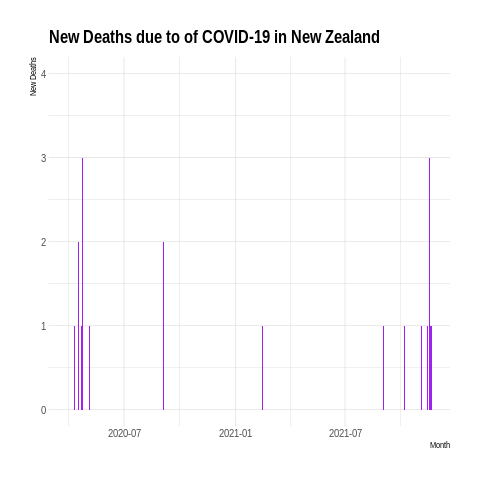 New Deaths due to of COVID-19 in New Zealand
New Deaths
4
3
2
1
0
2020-07
2021-01
2021-07
Month